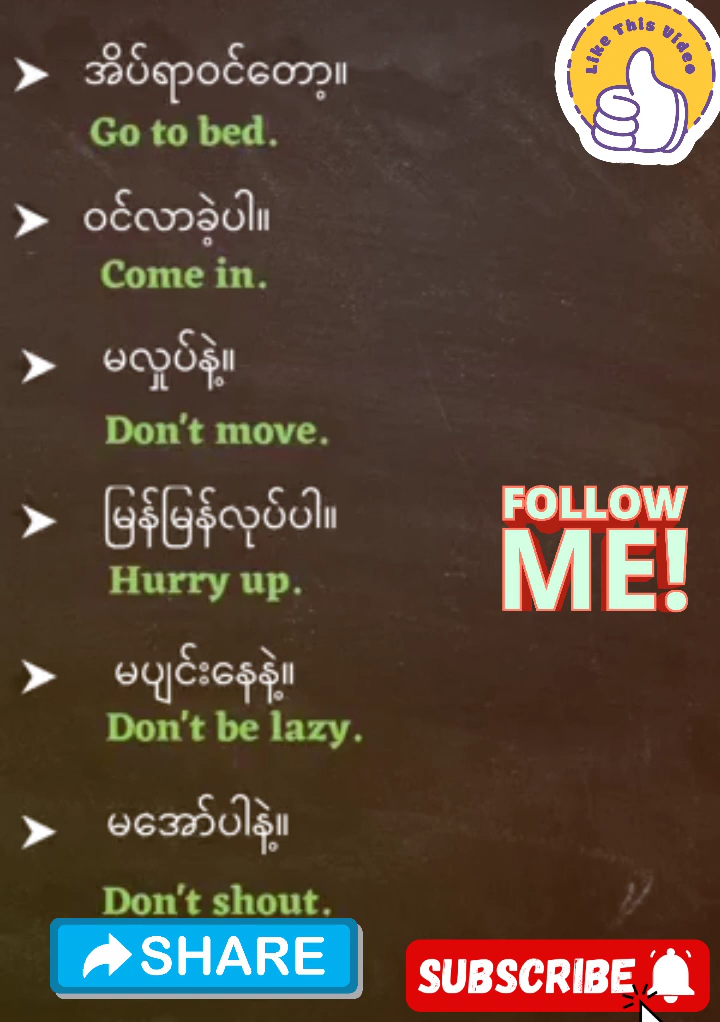 Like This Video
အိပ်ရာဝင်တော့။
Go to bed.
ဝင်လာခဲ့ပါ။
Come in.
မလှုပ်နဲ့။
Don't move.
မြန်မြန်လုပ်ပါ။
Hurry up.
FOLLOW
ME!
မပျင်းနေနဲ့။
Don't be lazy.
မအော်ပါနဲ့။
Don't shout.
SHARE
SUBSCRIBE